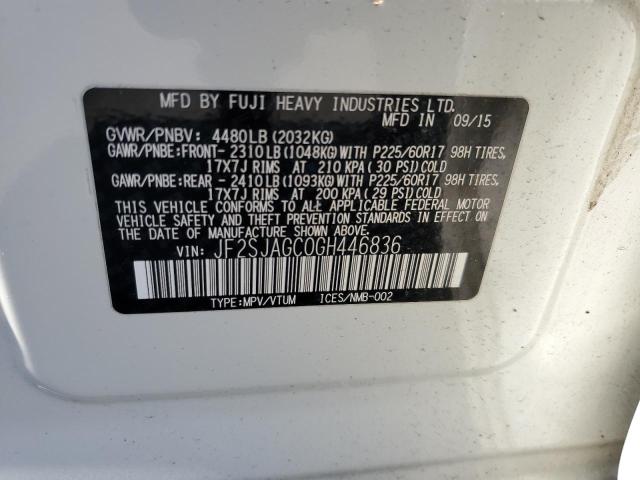 MFD BY FUJI HEAVY INDUSTRIES LTD.
MFD IN 09/15
GVWR/PNBV: 4480LB (2032KG)
GAWR/PNBE:FRONT-2310LB(1048KG)WITH P225/60R17 98H TIRES,
17X7J RIMS AT 210 KPA (30 PSI)COLD
GAWR/PNBE:REAR -2410LB(1093KG)WITH P225/60R17 98H TIRES,
17X7J RIMS AT 200 KPA (29 PSI)COLD
THIS VEHICLE CONFORMS TO ALL APPLICABLE FEDERAL MOTOR
VEHICLE SAFETY AND THEFT PREVENTION STANDARDS IN EFFECT
ON THE DATE OF MANUFACTURE SHOWN ABOVE.
VIN: JF2SJAGC0GH446836
TYPE:MPV/VTUM ICES/NMB-002